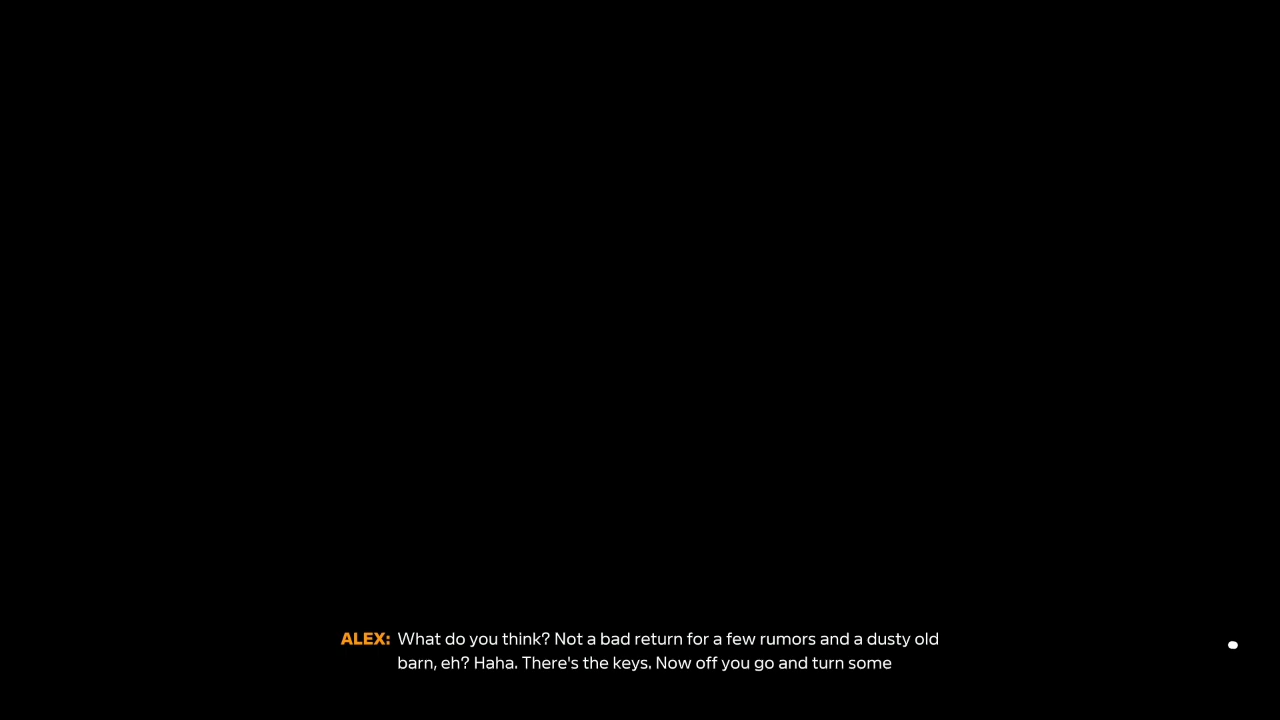 ALEX: What do you think? Not a bad return for a few rumors and a dusty old
barn, eh? Haha. There's the keys. Now off you go and turn some